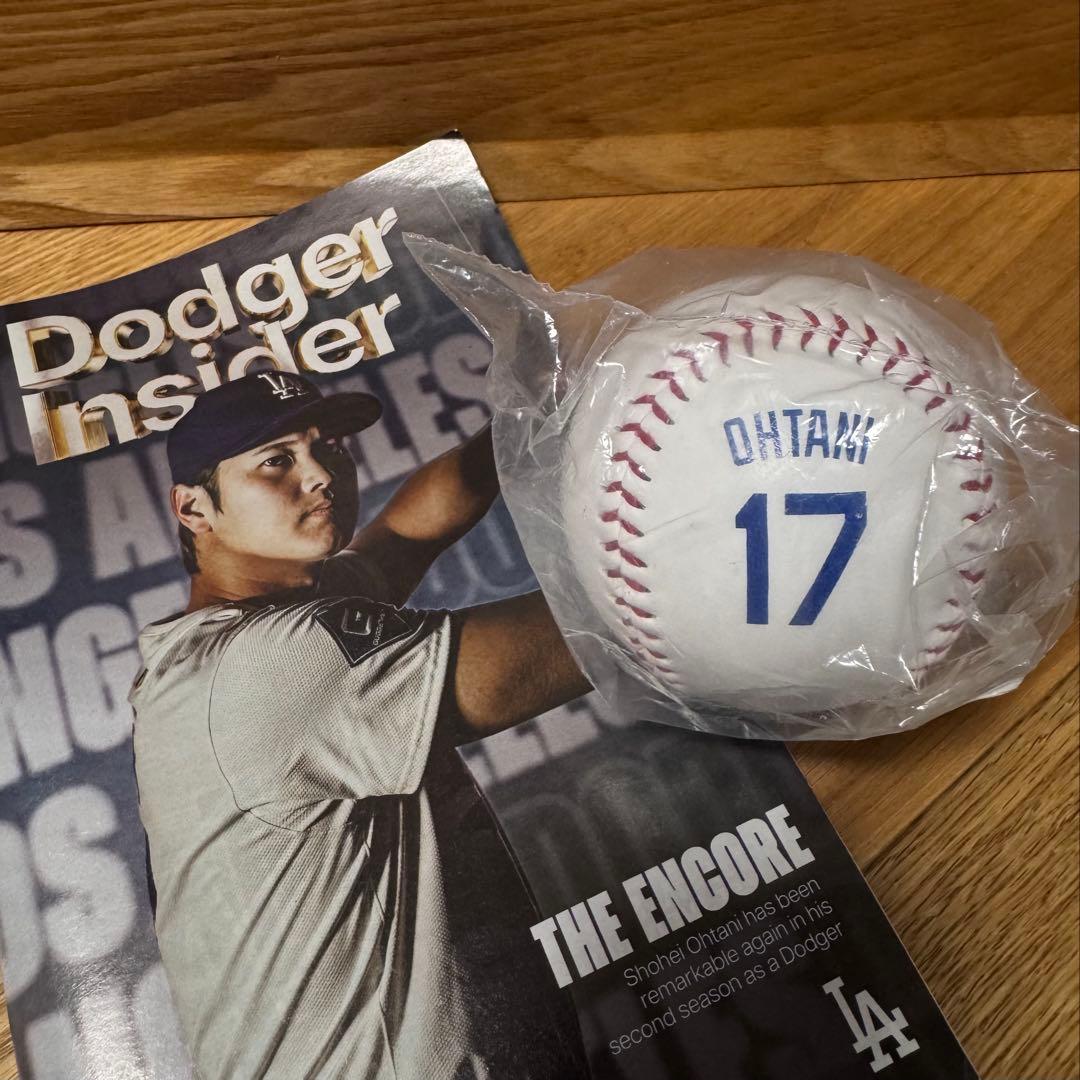 Dodger
Insider
LA
OHTANI
17
THE ENCORE
Shohei Ohtani has been
remarkable again in his
second season as a Dodger
LA